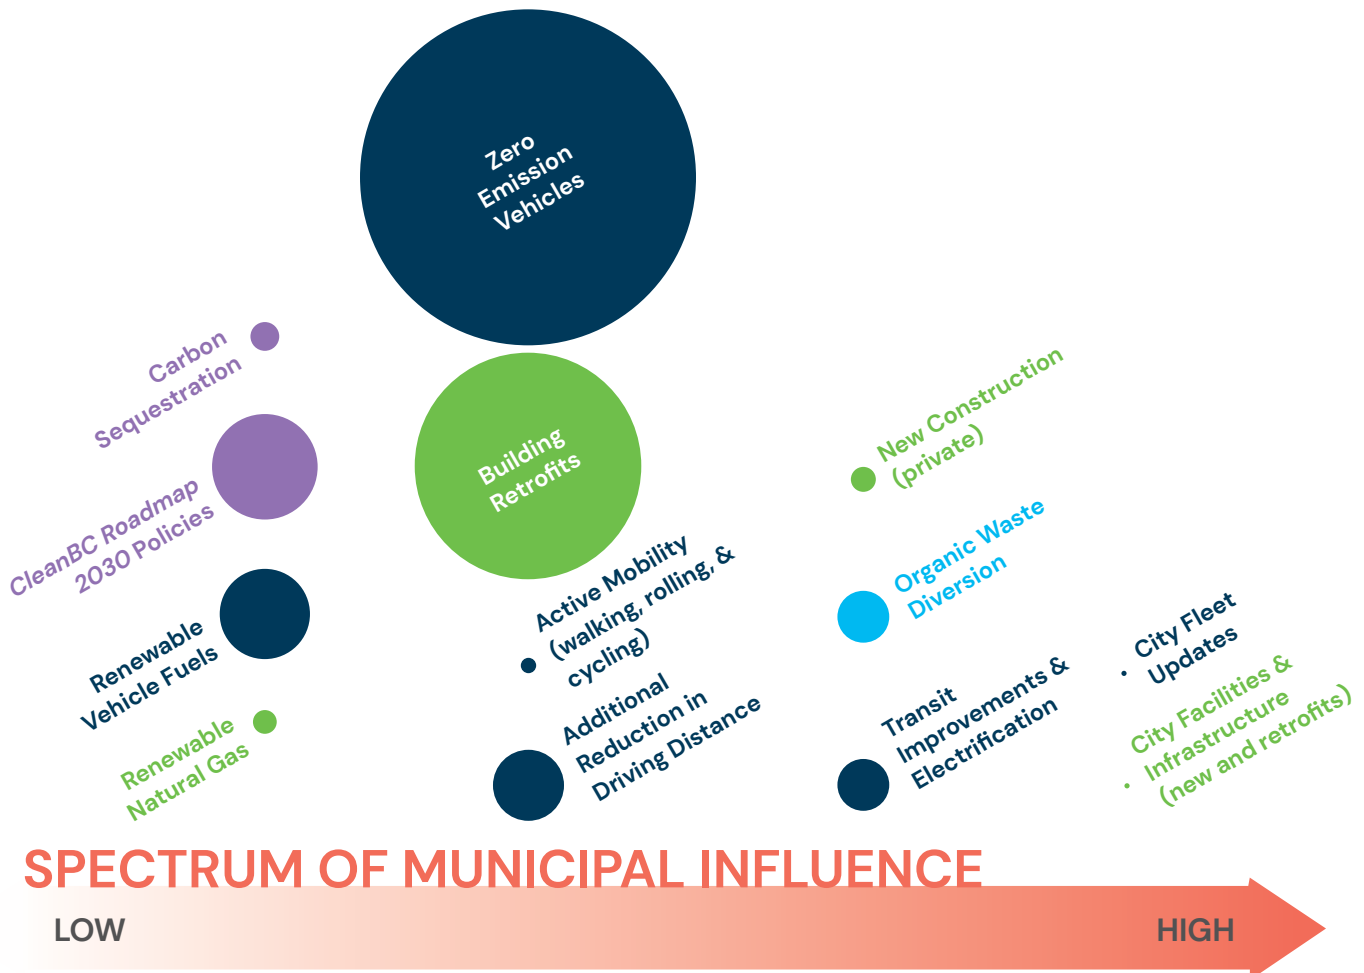 Zero
Emission
Vehicles
Carbon
Sequestration
CleanBC Roadmap
2030 Policies
Renewable
Vehicle Fuels
Renewable
Natural Gas
Building
Retrofits
Active Mobility
(walking, rolling, &
cycling)
Additional
Reduction in
Driving Distance
New Construction
(private)
Organic Waste
Diversion
Transit
Improvements &
Electrification
City Fleet
Updates
City Facilities &
Infrastructure
(new and retrofits)
SPECTRUM OF MUNICIPAL INFLUENCE
LOW
HIGH